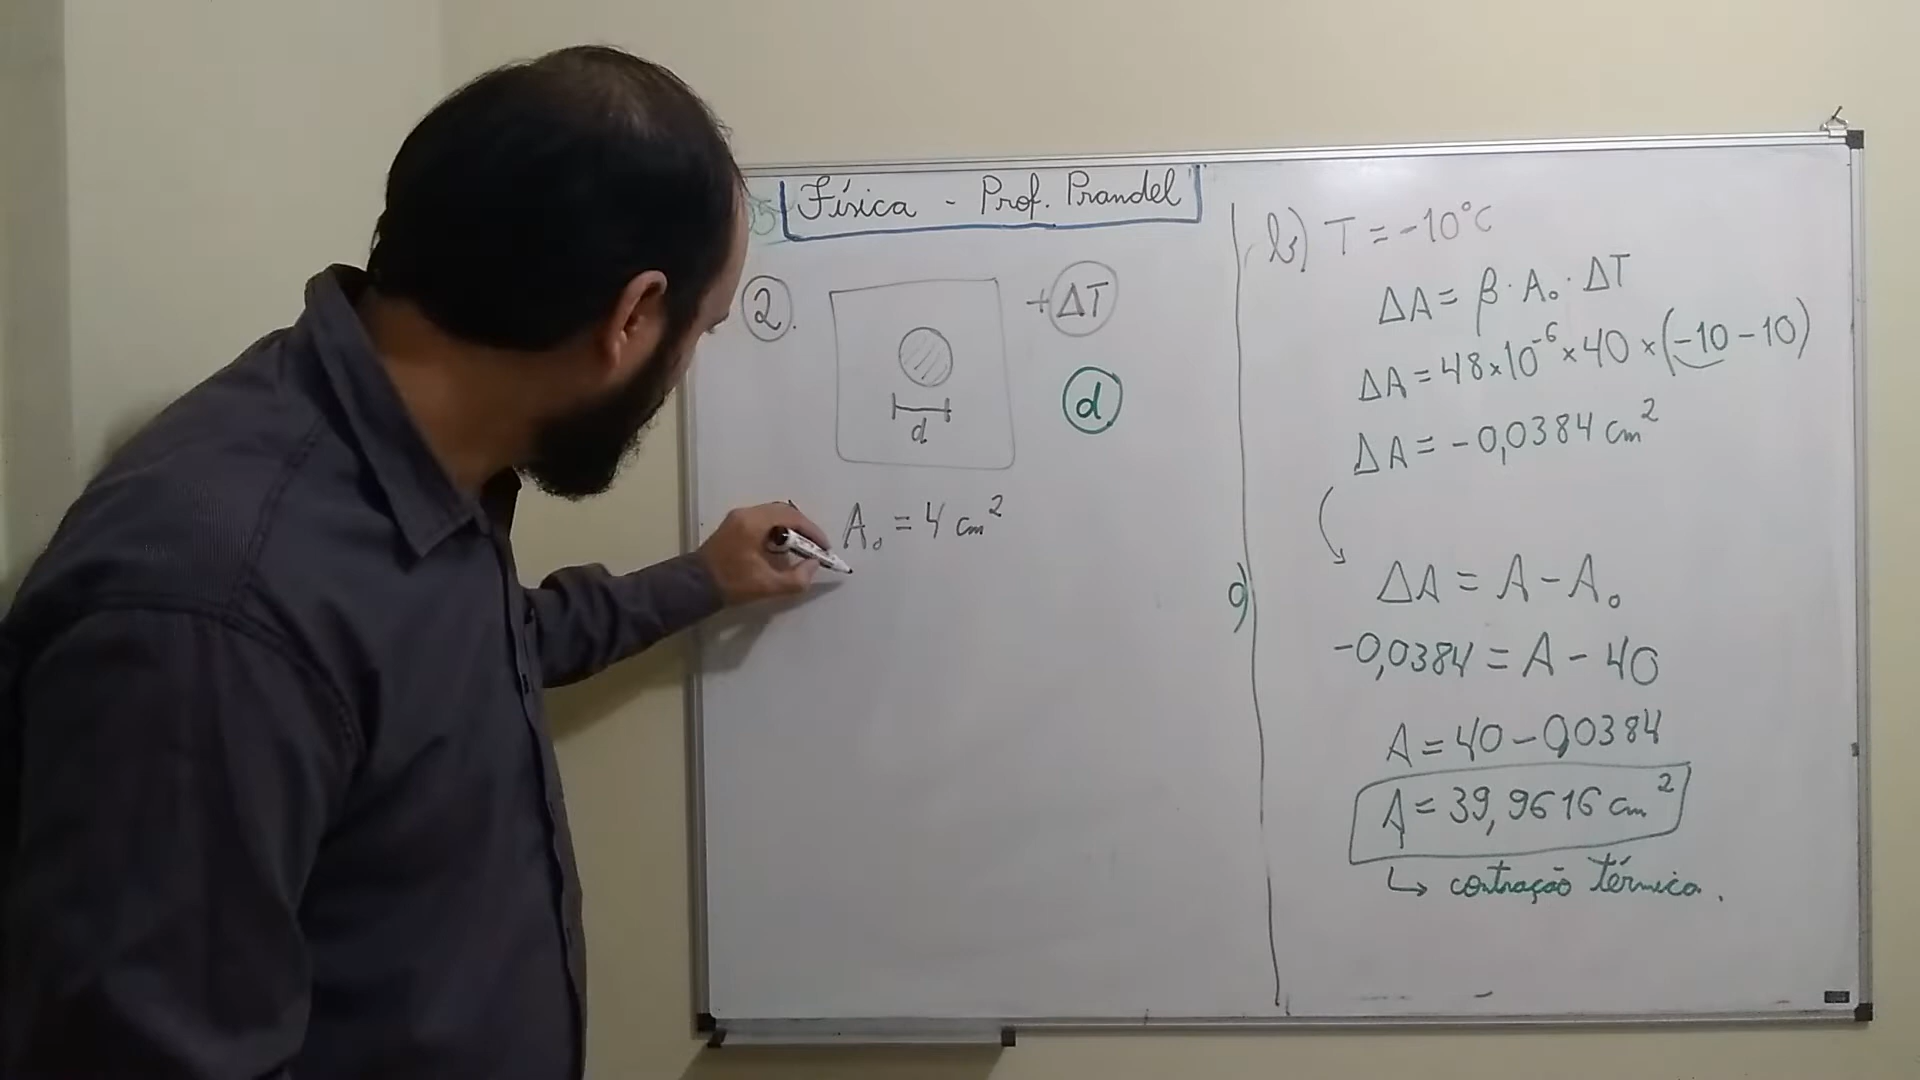 Física - Prof. Prandel
2.
+ΔT
d
d
A₀ = 4 cm²
b) T = -10°C
ΔA = β · A₀ · ΔT
ΔA = 48 × 10⁻⁶ × 40 × (-10 - 10)
ΔA = -0,0384 cm²
ΔA = A - A₀
-0,0384 = A - 40
A = 40 - 0,0384
A = 39,9616 cm²
↳ contração térmica.